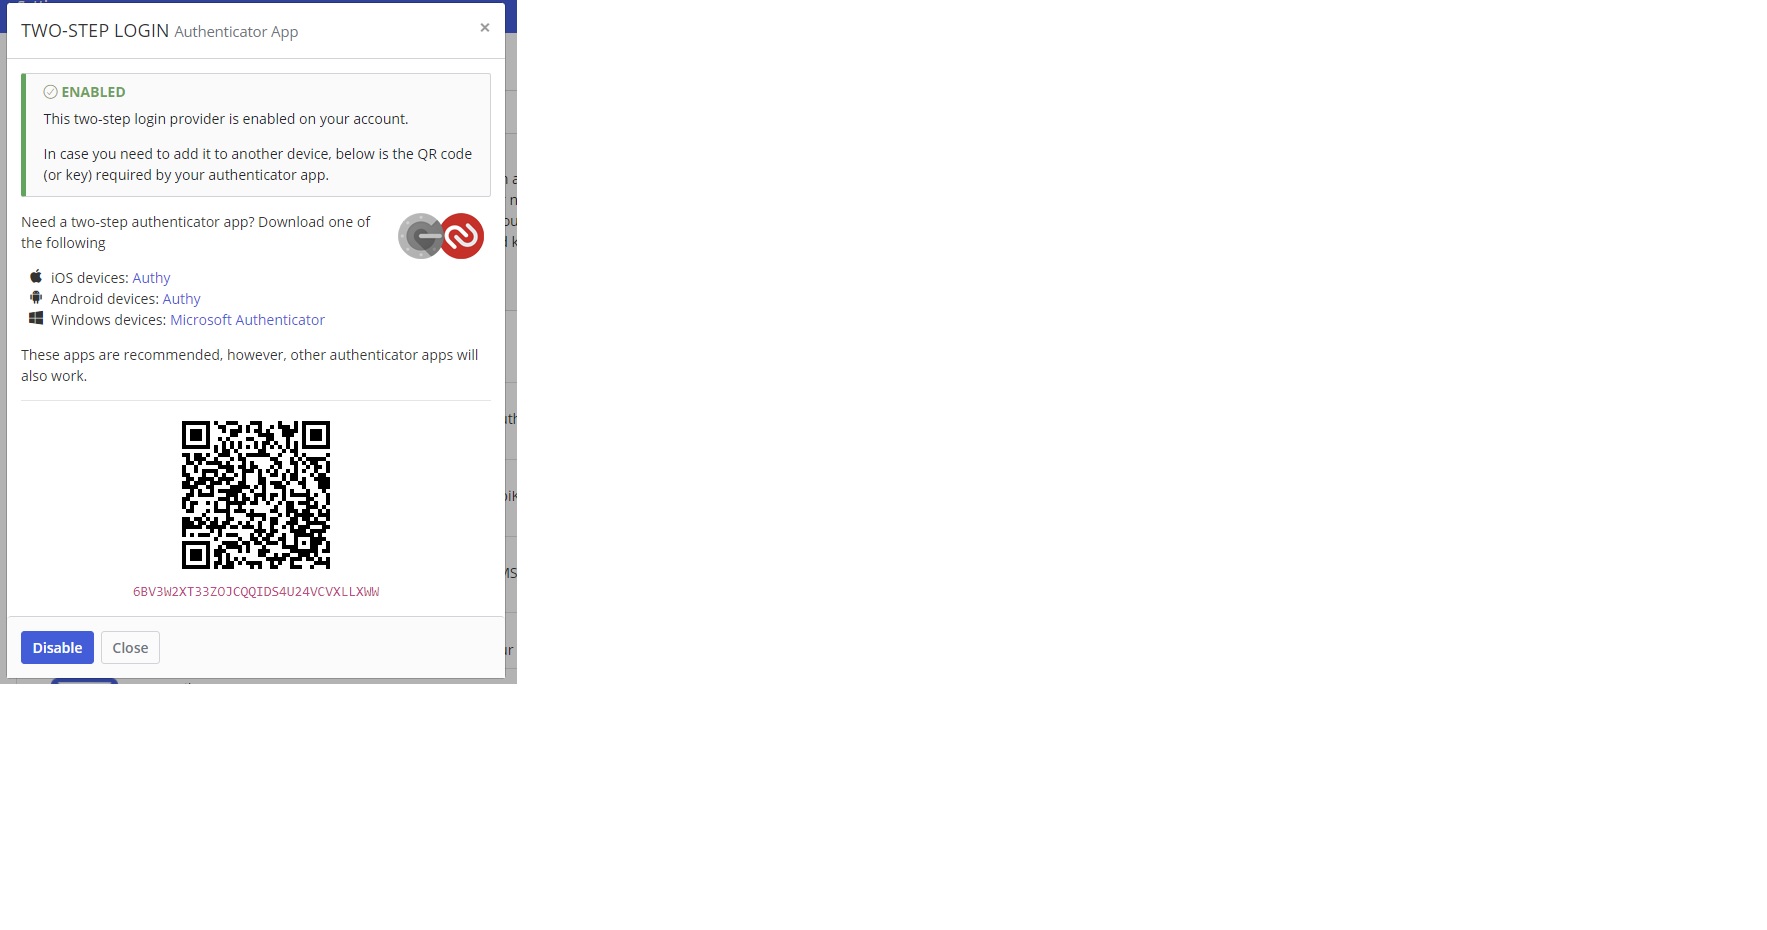 TWO-STEP LOGIN Authenticator App ×
ENABLED
This two-step login provider is enabled on your account.
In case you need to add it to another device, below is the QR code
(or key) required by your authenticator app.
Need a two-step authenticator app? Download one of
the following
iOS devices: Authy
Android devices: Authy
Windows devices: Microsoft Authenticator
These apps are recommended, however, other authenticator apps will
also work.
6BV3W2XT33ZOJCQQIDS4U24VCVXLLXWW
Disable Close